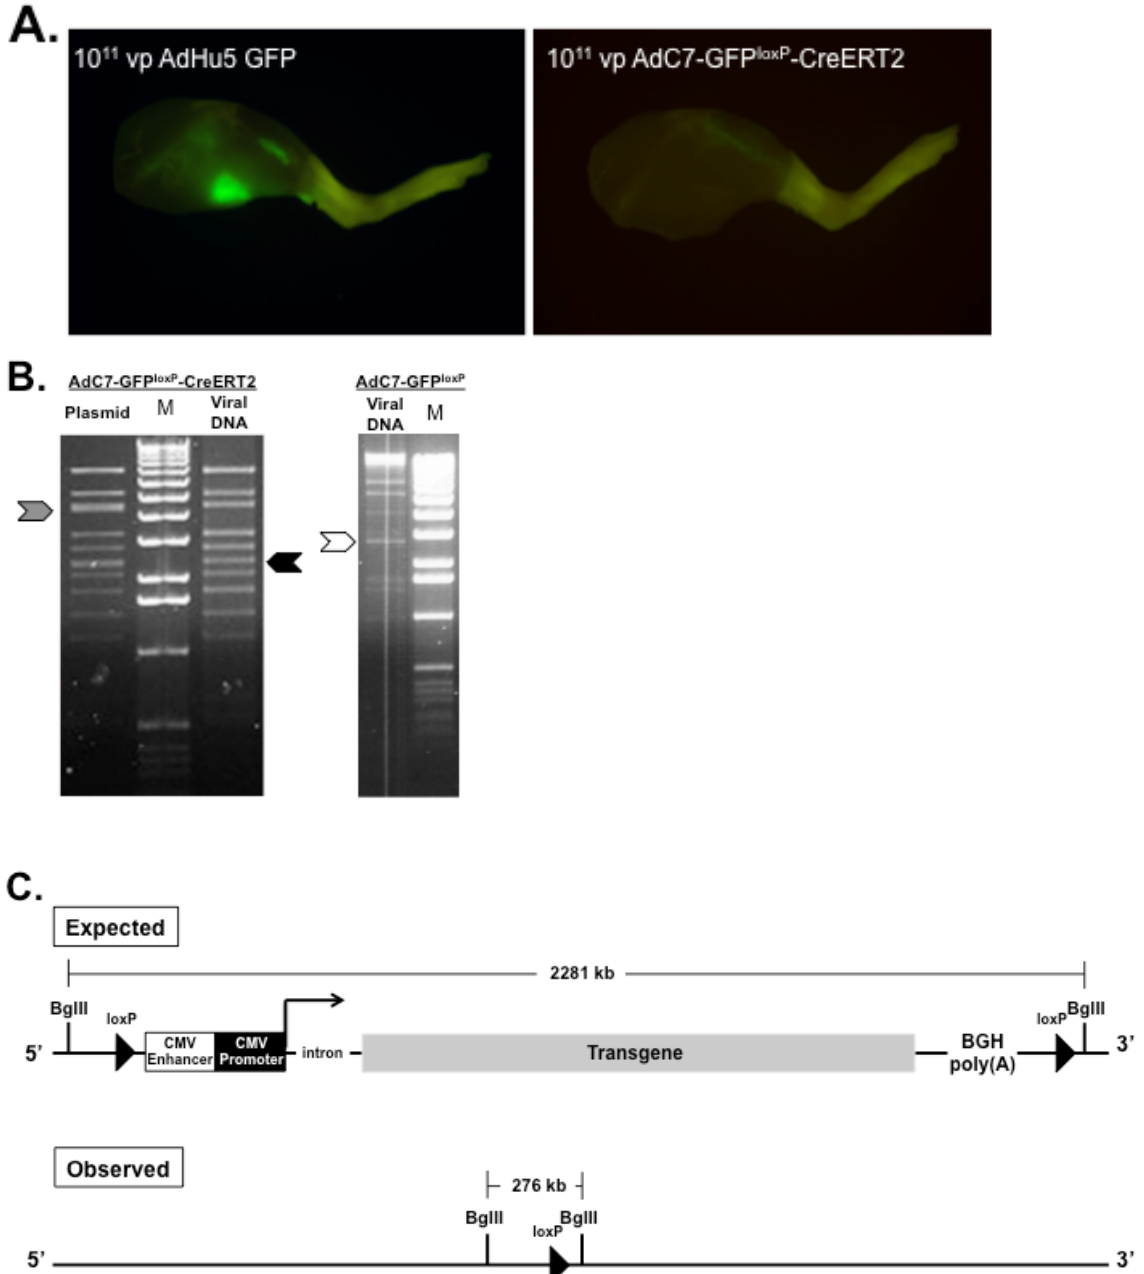 A.
10¹¹ vp AdHu5 GFP
10¹¹ vp AdC7-GFPˡᵒˣᴾ-CreERT2
B.
AdC7-GFPˡᵒˣᴾ-CreERT2
Plasmid
M
Viral
DNA
AdC7-GFPˡᵒˣᴾ
Viral
DNA
M
C.
Expected
2281 kb
BglII
loxP
loxP
BglII
5’
CMV
Enhancer
CMV
Promoter
intron
Transgene
BGH
poly(A)
3’
Observed
276 kb
BglII
loxP
BglII
5’
3’